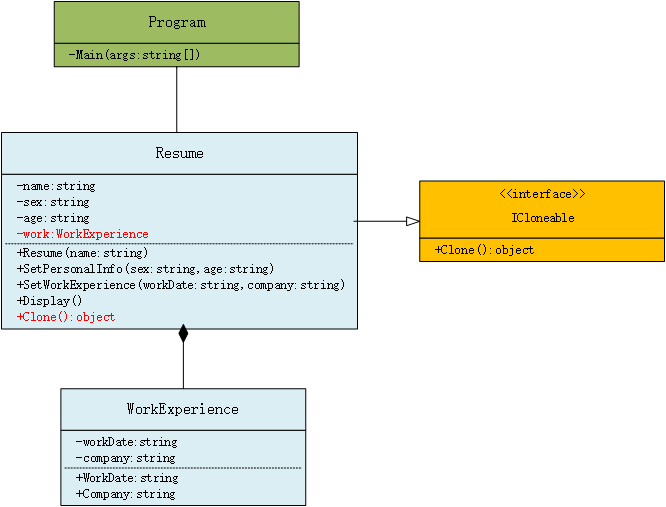 Program
-Main(args:string[])
Resume
-name:string
-sex:string
-age:string
-work:WorkExperience
+Resume(name:string)
+SetPersonalInfo(sex:string,age:string)
+SetWorkExperience(workDate:string,company:string)
+Display()
+Clone():object
<<interface>>
ICloneable
+Clone():object
WorkExperience
-workDate:string
-company:string
+WorkDate:string
+Company:string